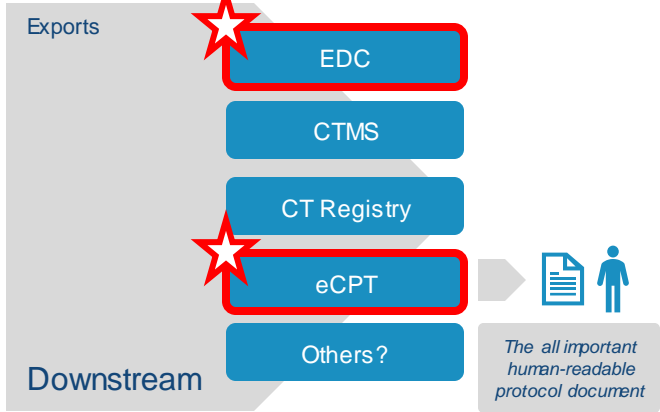 Exports
EDC
CTMS
CT Registry
eCPT
Others?
Downstream
The all important
human-readable
protocol document